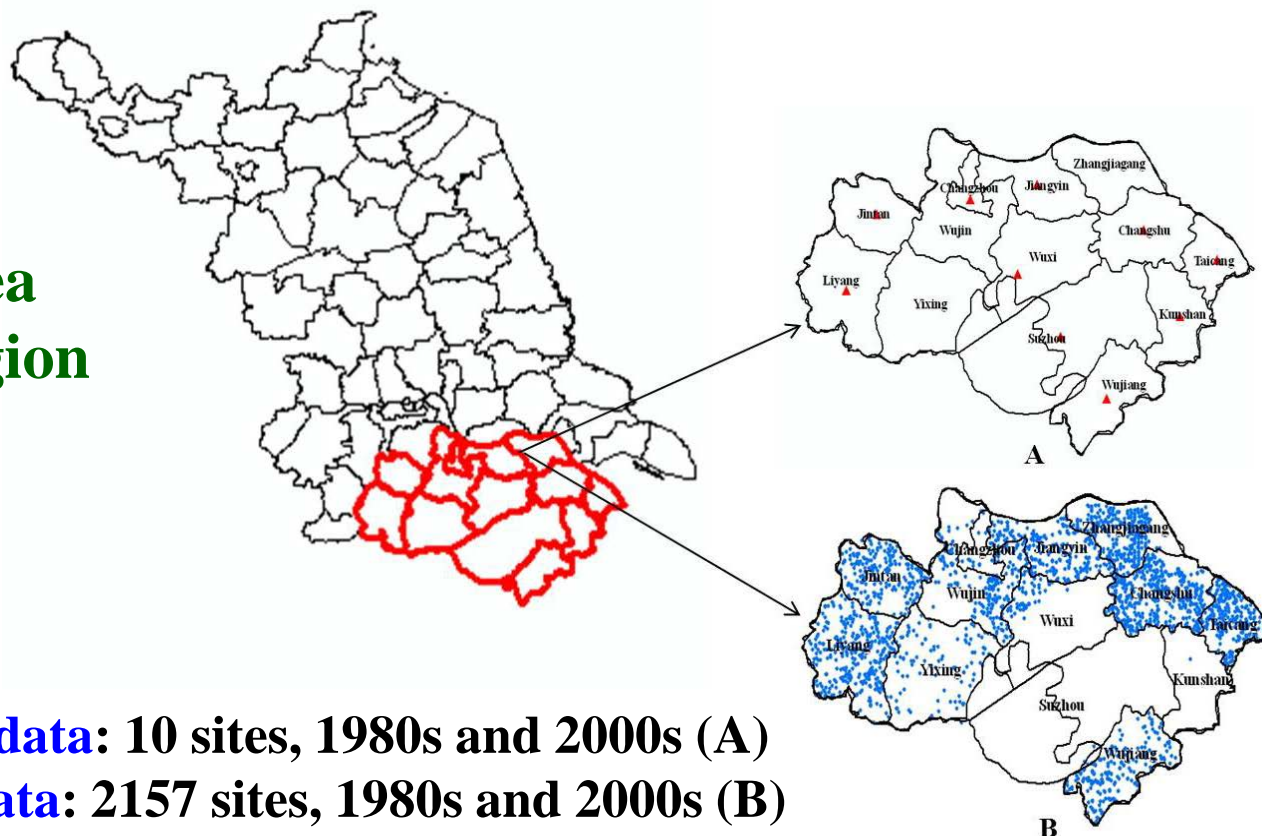 ea
gion
Zhangjiagang
Changzhou
Jiangyin
Jintan
Wujin
Changshu
Wuxi
Taicang
Liyang
Yixing
Kunshan
Suzhou
Wujiang
A
Zhangjiagang
Changzhou
Jiangyin
Jintan
Wujin
Changshu
Wuxi
Taicang
Liyang
Yixing
Kunshan
Suzhou
Wujiang
B
data: 10 sites, 1980s and 2000s (A)
ata: 2157 sites, 1980s and 2000s (B)